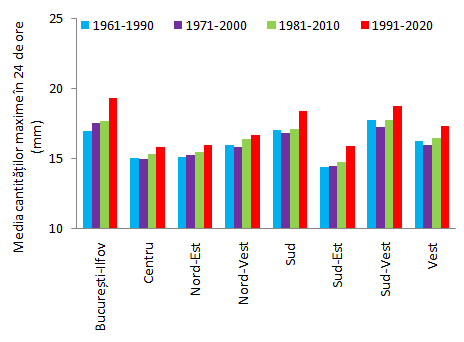 Media cantităților maxime în 24 de ore
(mm)
25
20
15
10
1961-1990 1971-2000 1981-2010 1991-2020
București-Ilfov
Centru
Nord-Est
Nord-Vest
Sud
Sud-Est
Sud-Vest
Vest